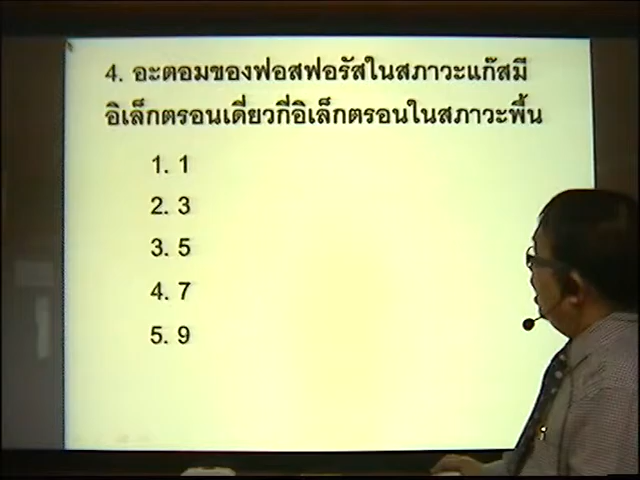 4. อะตอมของฟอสฟอรัสในสภาวะแก๊สมี
อิเล็กตรอนเดี่ยวกี่อิเล็กตรอนในสภาวะพื้น
1. 1
2. 3
3. 5
4. 7
5. 9